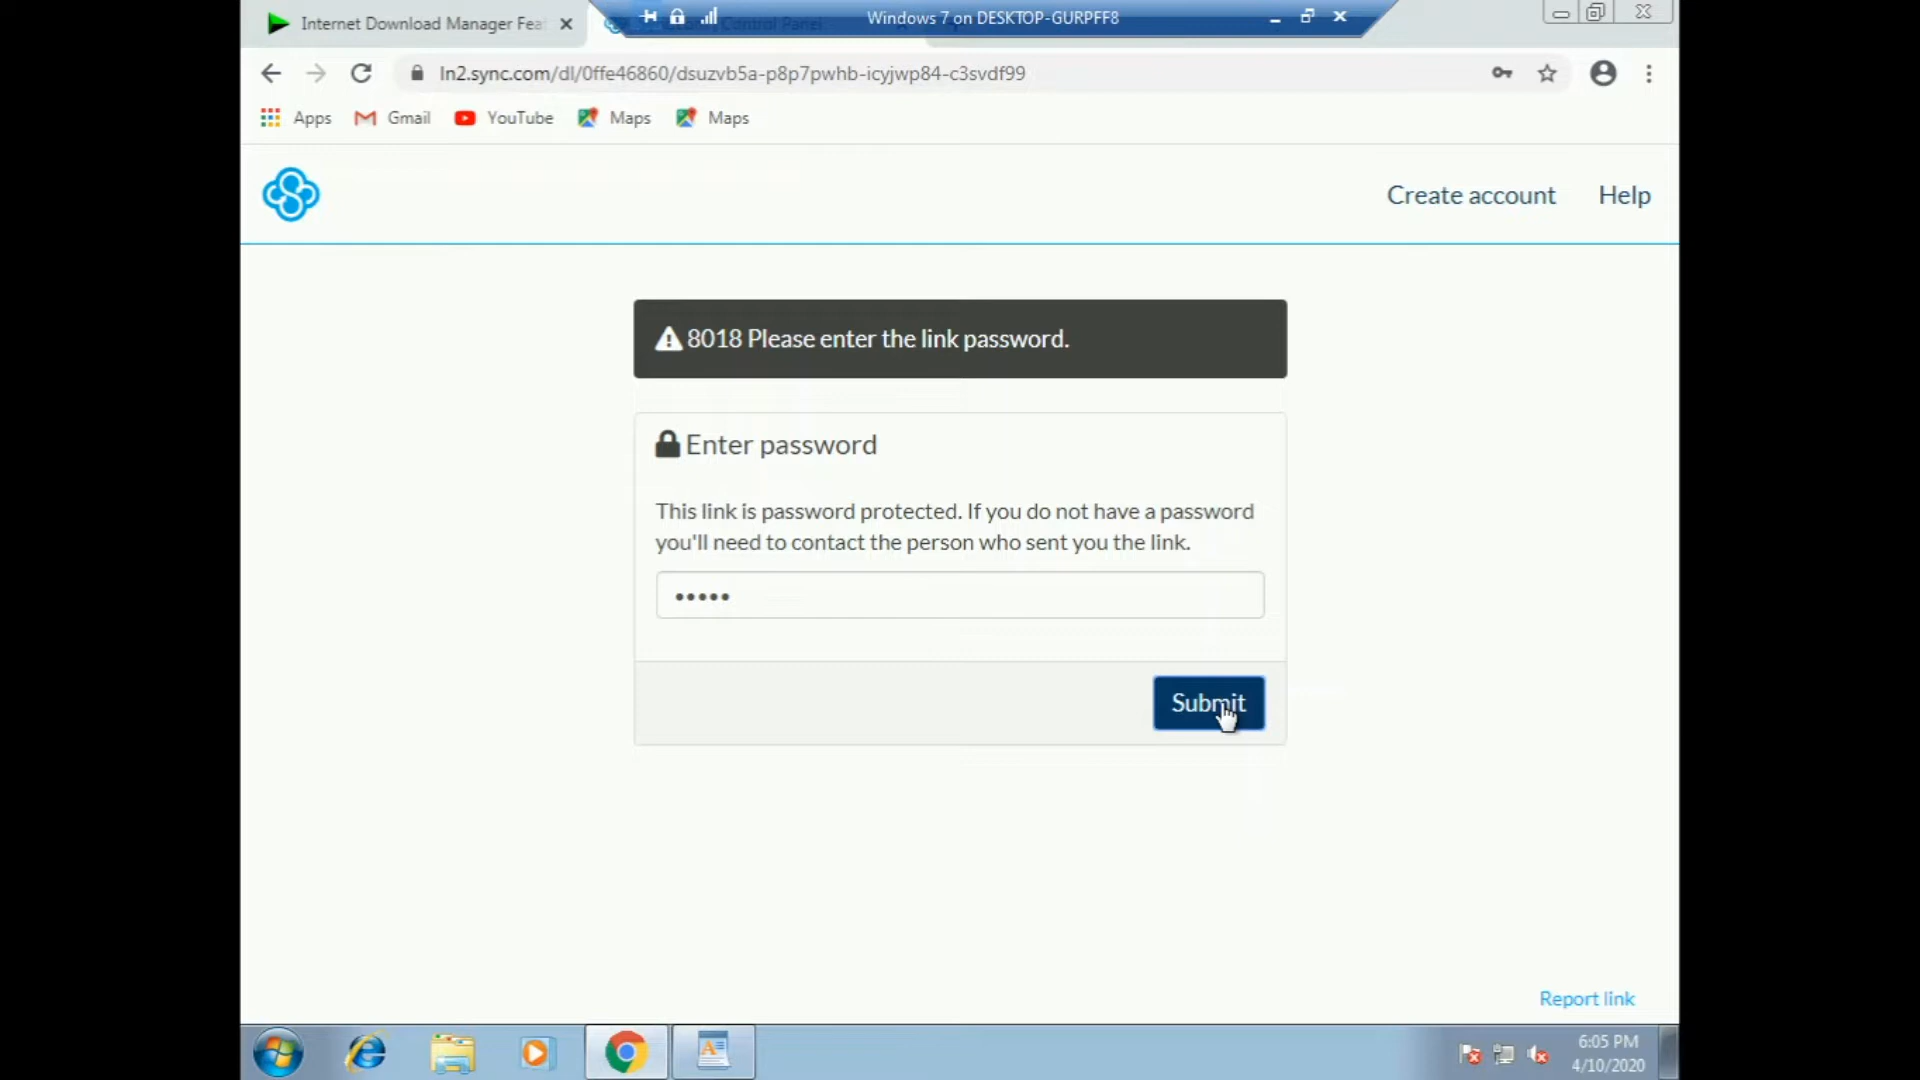 Internet Download Manager Feat
Control Panel
Windows 7 on DESKTOP-GURPFF8
ln2.sync.com/dl/0ffe46860/dsuzvb5a-p8p7pwhb-icyjwp84-c3svdf99
Apps
Gmail
YouTube
Maps
Maps
Create account
Help
8018 Please enter the link password.
Enter password
This link is password protected. If you do not have a password
you'll need to contact the person who sent you the link.
•••••
Submit
Report link
6:05 PM
4/10/2020